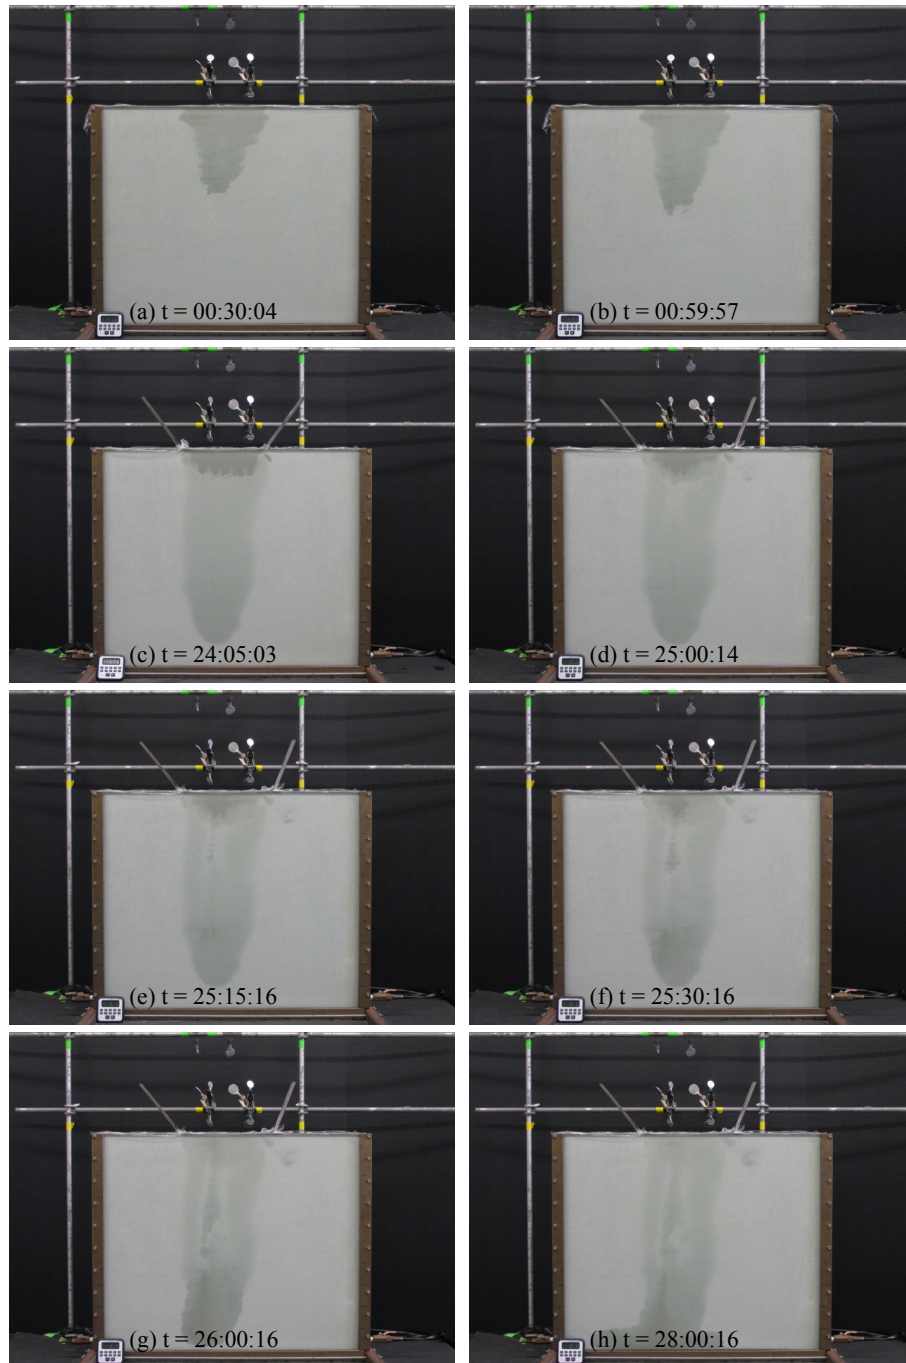 (a) t = 00:30:04
(b) t = 00:59:57
(c) t = 24:05:03
(d) t = 25:00:14
(e) t = 25:15:16
(f) t = 25:30:16
(g) t = 26:00:16
(h) t = 28:00:16